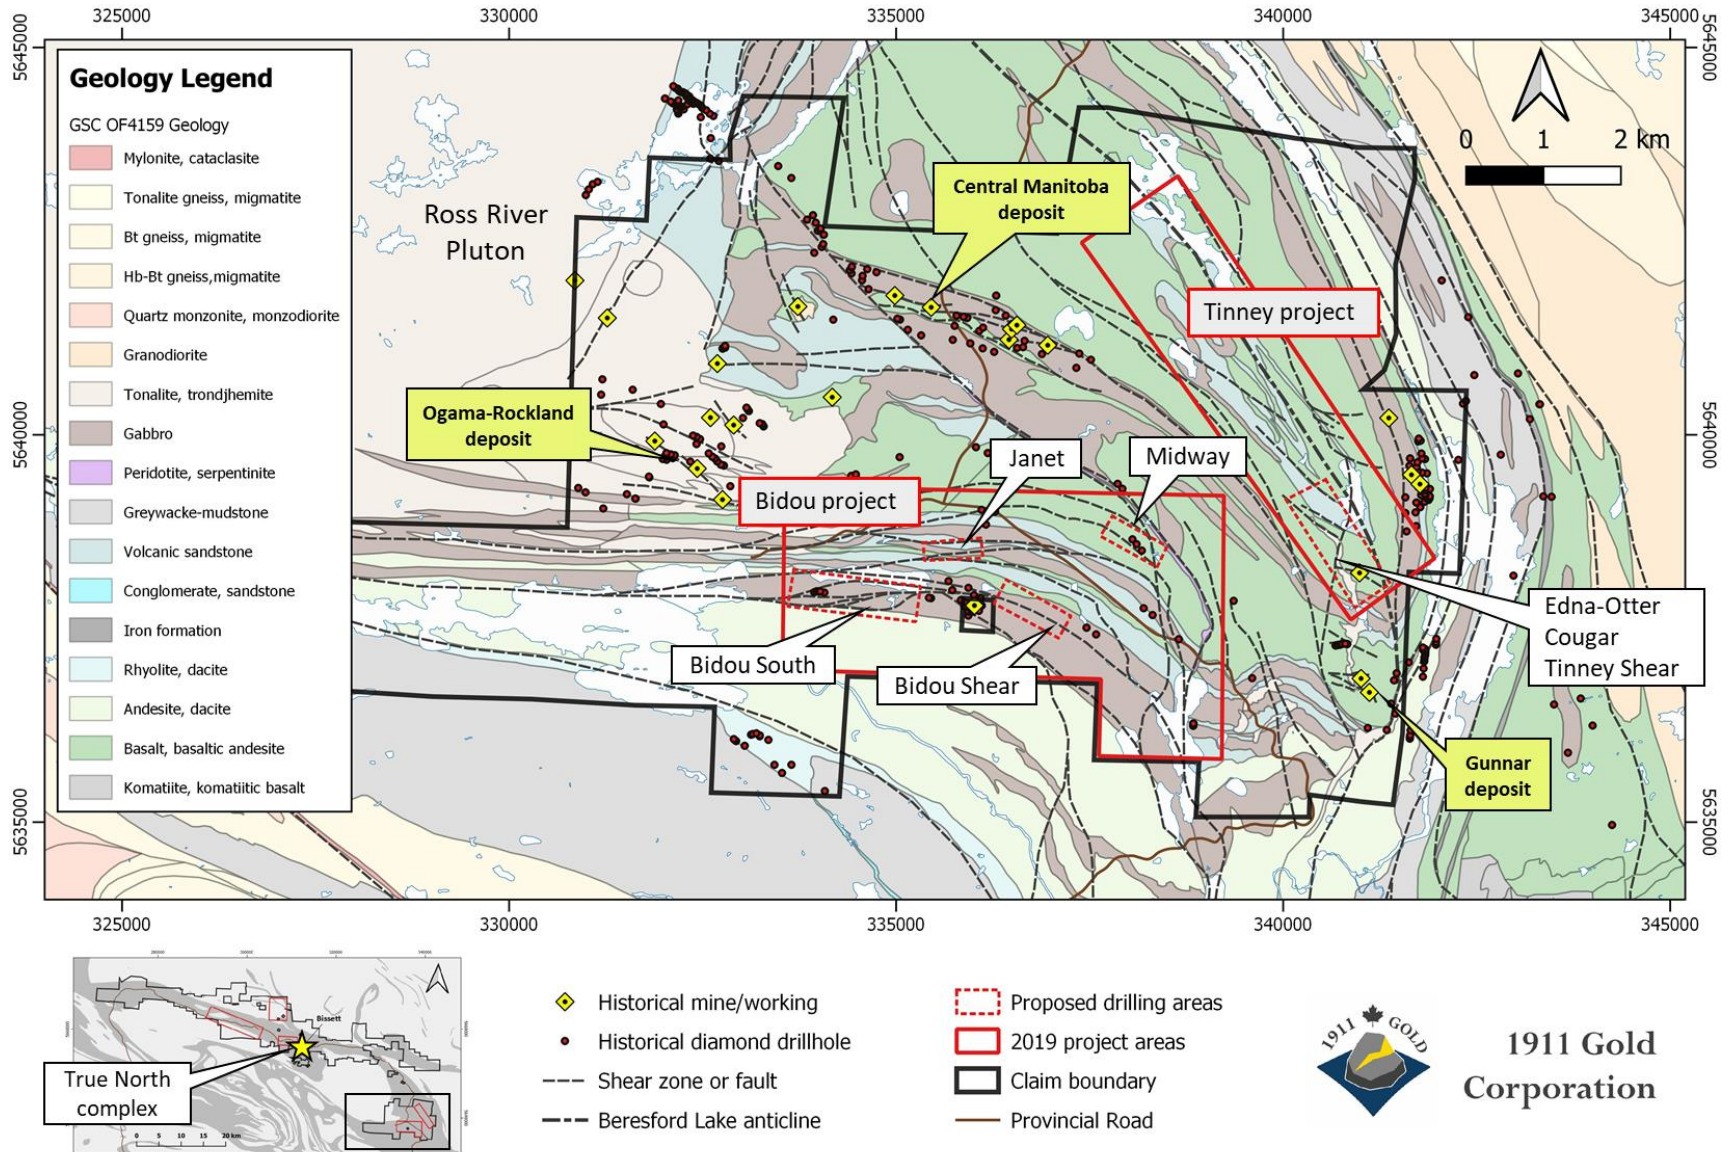 325000
330000
335000
340000
345000
5645000
5645000
Geology Legend
GSC OF4159 Geology
Mylonite, cataclasite
Tonalite gneiss, migmatite
Bt gneiss, migmatite
Hb-Bt gneiss,migmatite
Quartz monzonite, monzodiorite
Granodiorite
Tonalite, trondjhemite
Gabbro
Peridotite, serpentinite
Greywacke-mudstone
Volcanic sandstone
Conglomerate, sandstone
Iron formation
Rhyolite, dacite
Andesite, dacite
Basalt, basaltic andesite
Komatiite, komatiitic basalt
0
1
2 km
Ross River
Pluton
Central Manitoba
deposit
Tinney project
Ogama-Rockland
deposit
5640000
5640000
Janet
Midway
Bidou project
Edna-Otter
Cougar
Tinney Shear
Bidou South
Bidou Shear
Gunnar
deposit
5635000
5635000
325000
330000
335000
340000
345000
Bissett
True North
complex
0 5 10 15 20 km
Historical mine/working
Historical diamond drillhole
Shear zone or fault
Beresford Lake anticline
Proposed drilling areas
2019 project areas
Claim boundary
Provincial Road
1911 GOLD
1911 Gold
Corporation